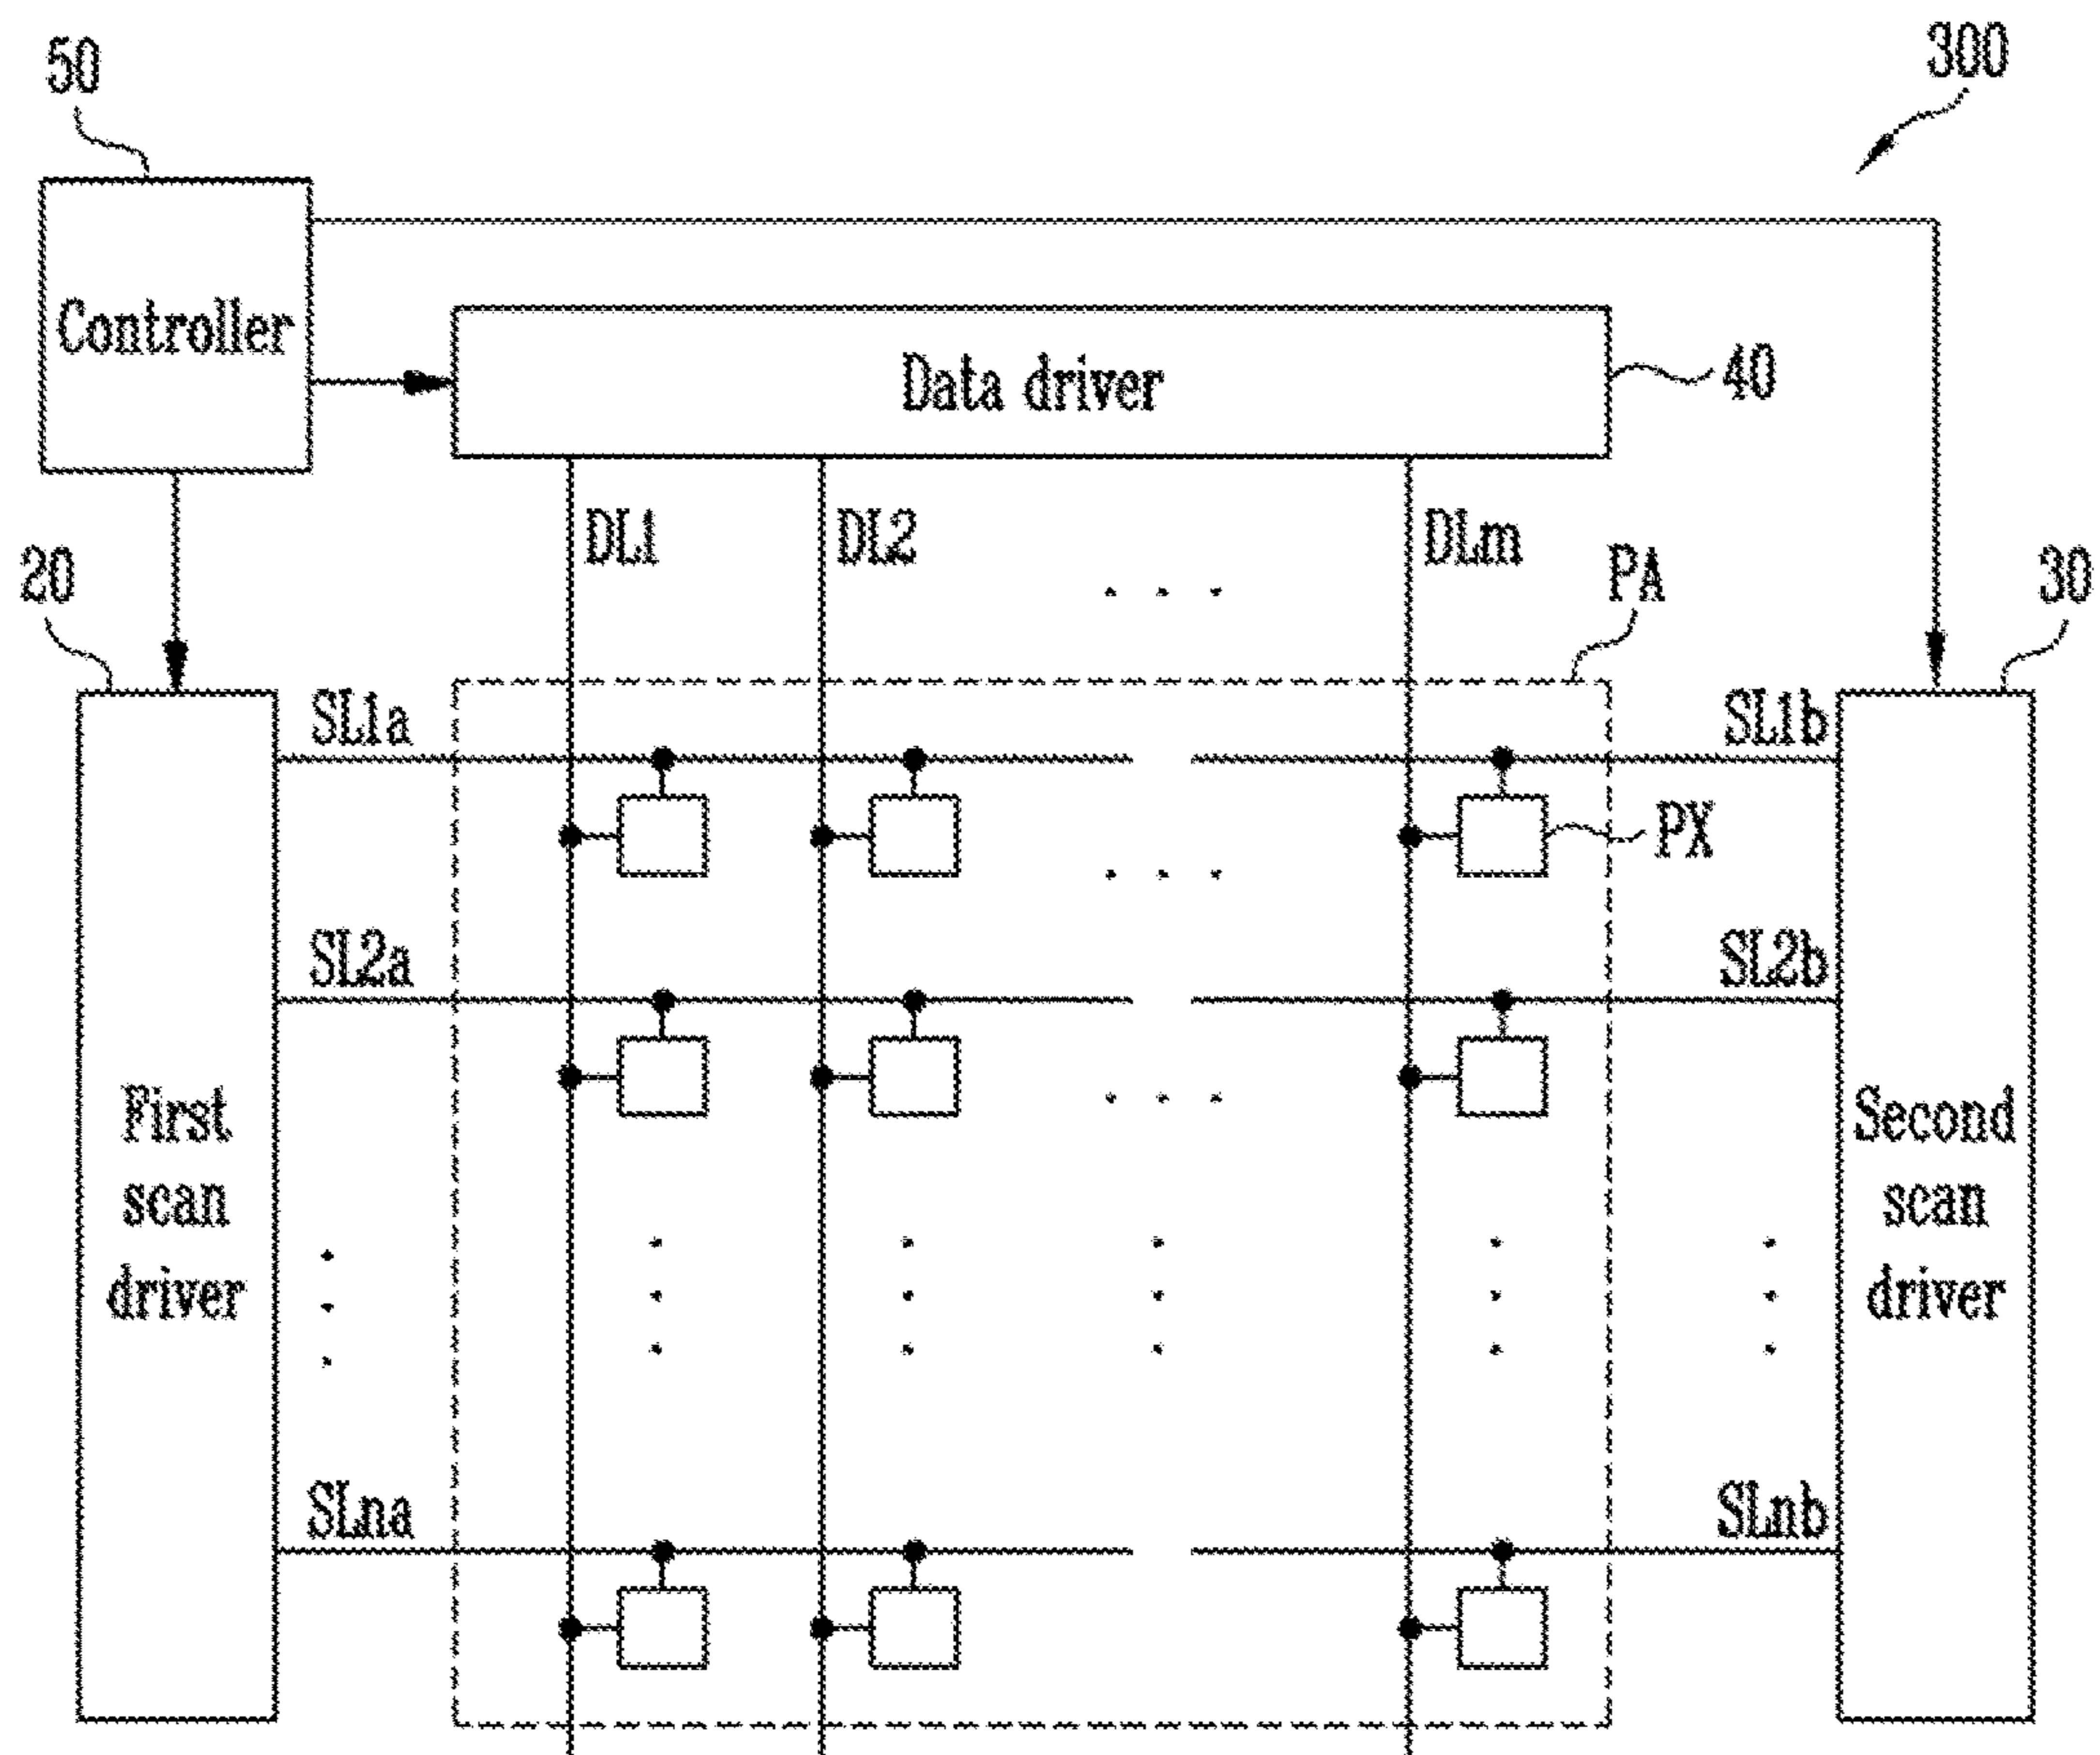 50
300
Controller
Data driver
40
DL1
DL2
DLm
PA
20
30
SL1a
SL1b
PX
SL2a
SL2b
First
scan
driver
Second
scan
driver
SLna
SLnb